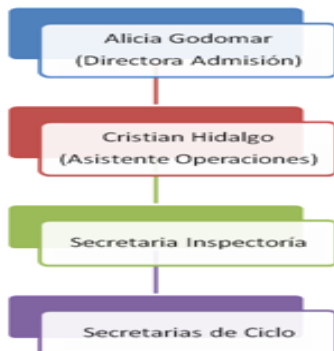 Alicia Godomar
(Directora Admisión)
Cristian Hidalgo
(Asistente Operaciones)
Secretaria Inspectoría
Secretarias de Ciclo